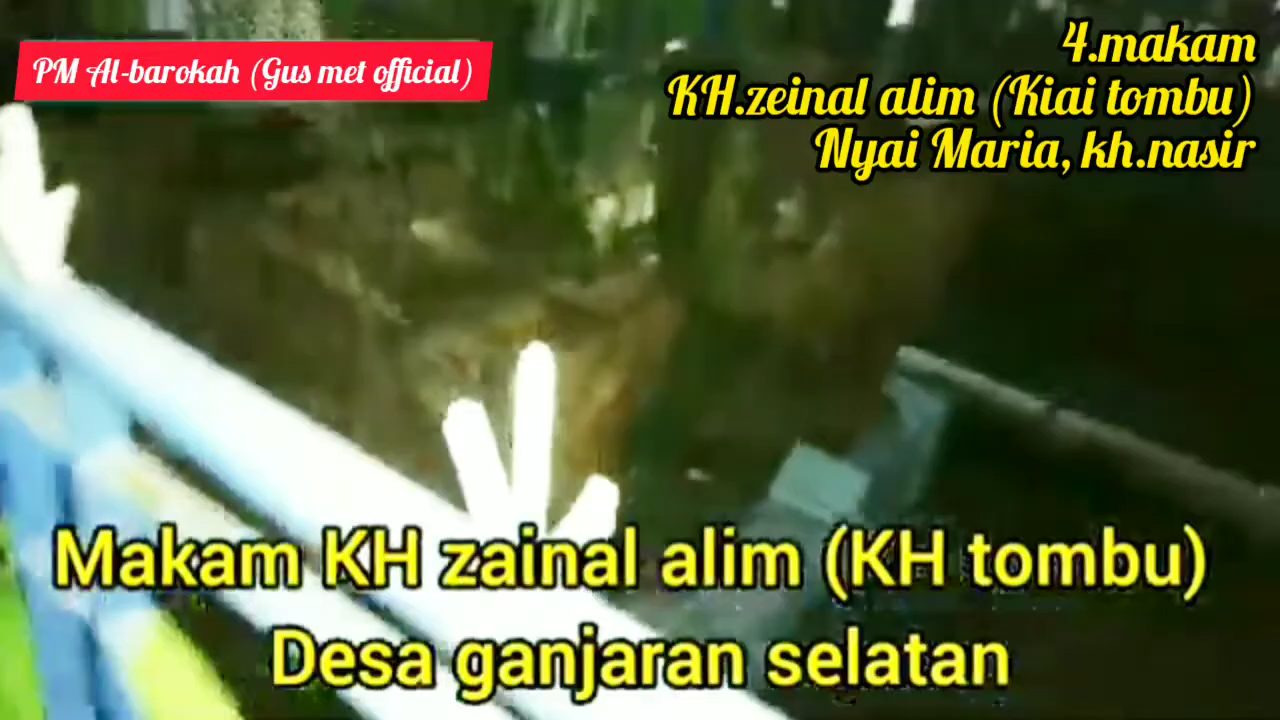 PM Al-barokah (Gus met official)
4.makam
KH.zeinal alim (Kiai tombu)
Nyai Maria, kh.nasir
Makam KH zainal alim (KH tombu)
Desa ganjaran selatan